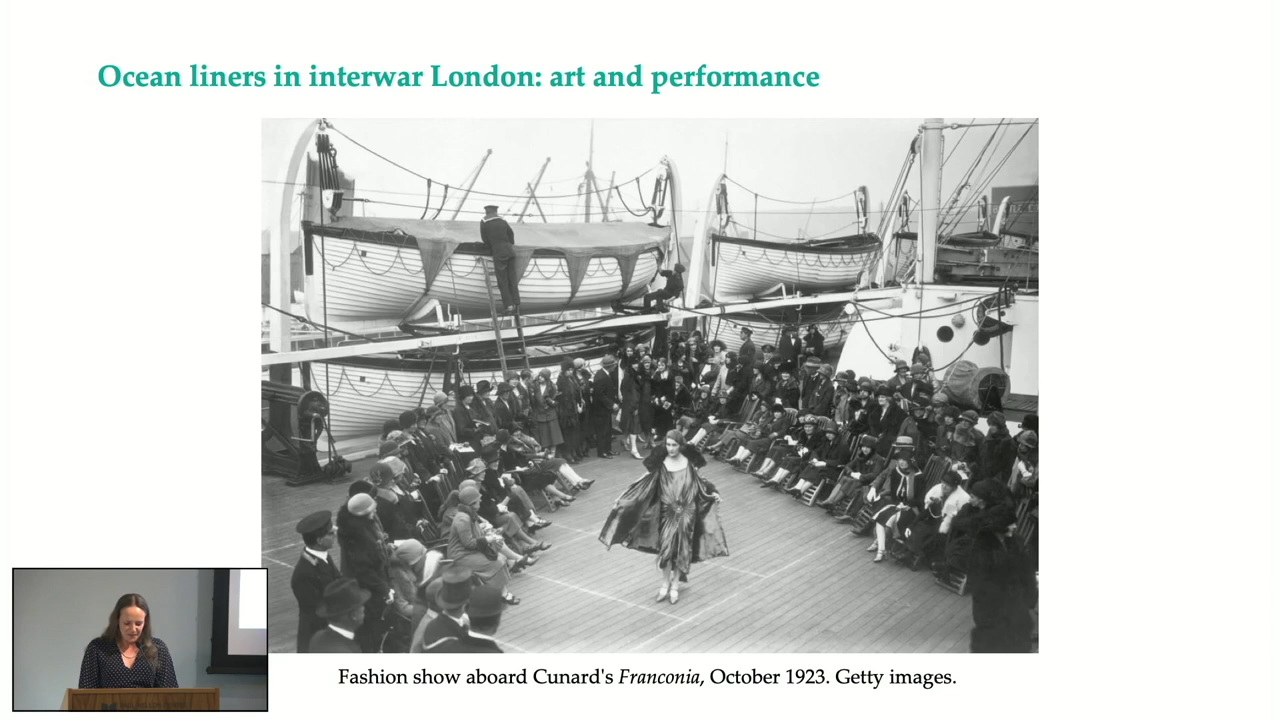 Ocean liners in interwar London: art and performance
Fashion show aboard Cunard's Franconia, October 1923. Getty images.